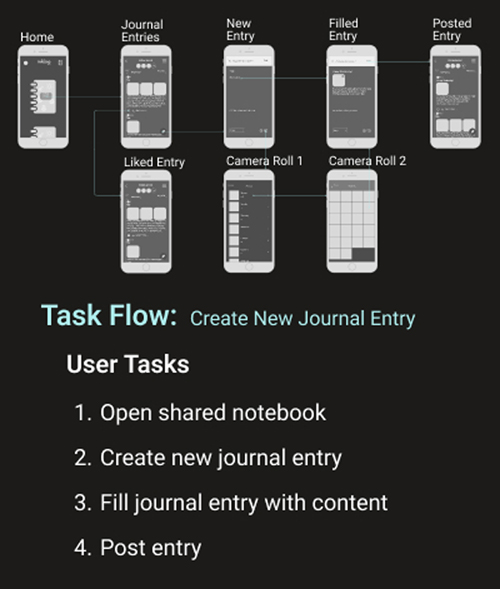 Home
Journal
Entries
New
Entry
Filled
Entry
Posted
Entry
Liked Entry
Camera Roll 1
Camera Roll 2
Task Flow: Create New Journal Entry
User Tasks
1. Open shared notebook
2. Create new journal entry
3. Fill journal entry with content
4. Post entry